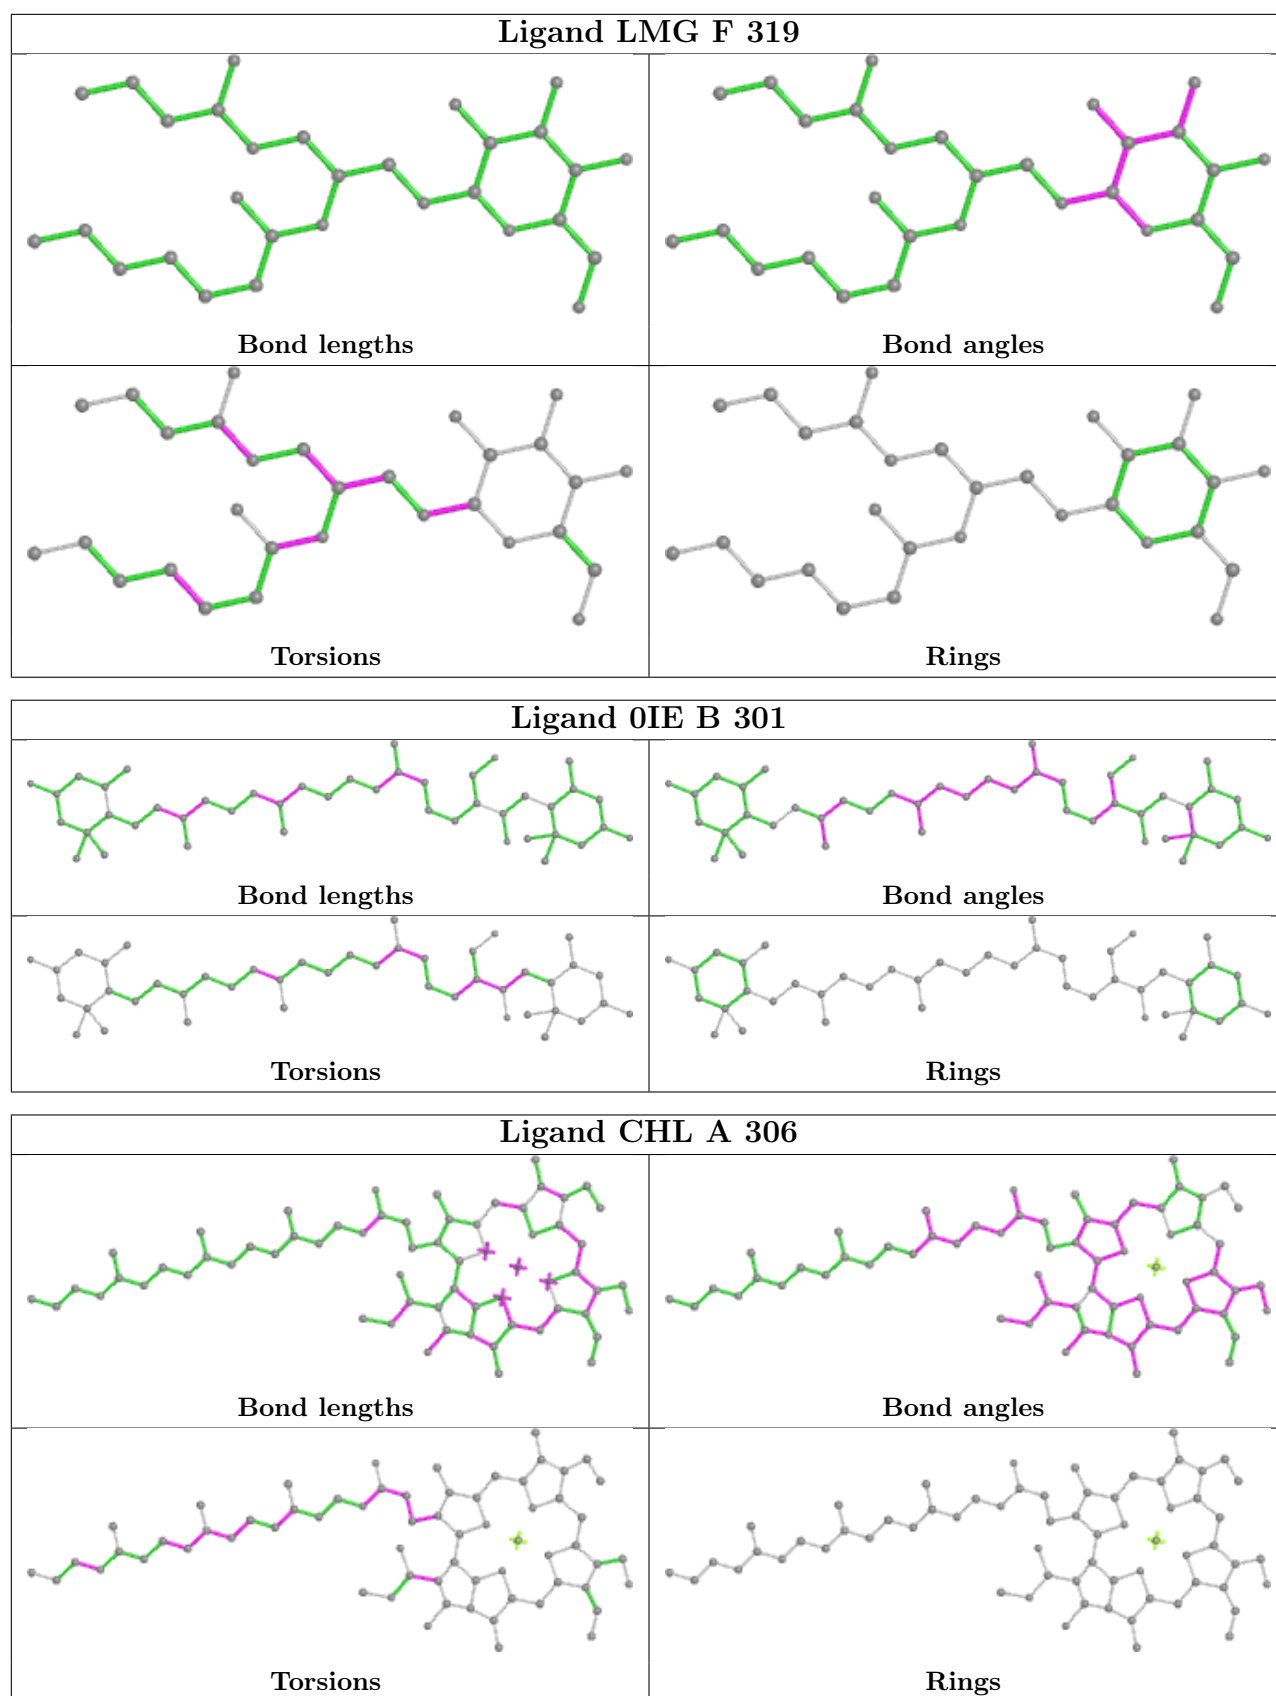 Ligand LMG F 319
Bond lengths
Bond angles
Torsions
Rings
Ligand 0IE B 301
Bond lengths
Bond angles
Torsions
Rings
Ligand CHL A 306
Bond lengths
Bond angles
Torsions
Rings